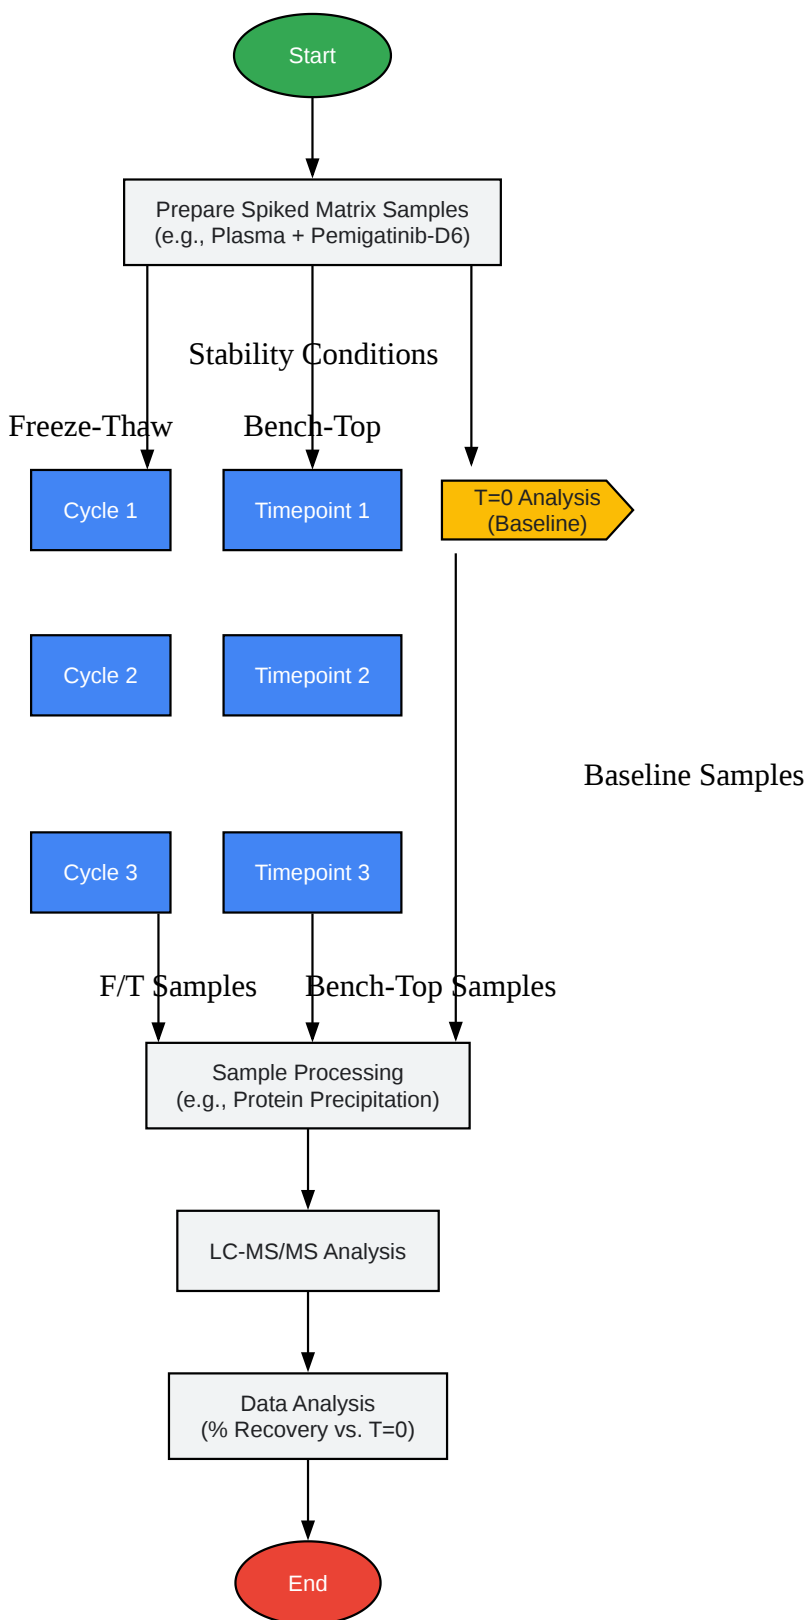 Start
Prepare Spiked Matrix Samples
(e.g., Plasma + Pemigatinib-D6)
Stability Conditions
Freeze-Thaw
Bench-Top
Cycle 1
Timepoint 1
T=0 Analysis
(Baseline)
Cycle 2
Timepoint 2
Baseline Samples
Cycle 3
Timepoint 3
F/T Samples
Bench-Top Samples
Sample Processing
(e.g., Protein Precipitation)
LC-MS/MS Analysis
Data Analysis
(% Recovery vs. T=0)
End